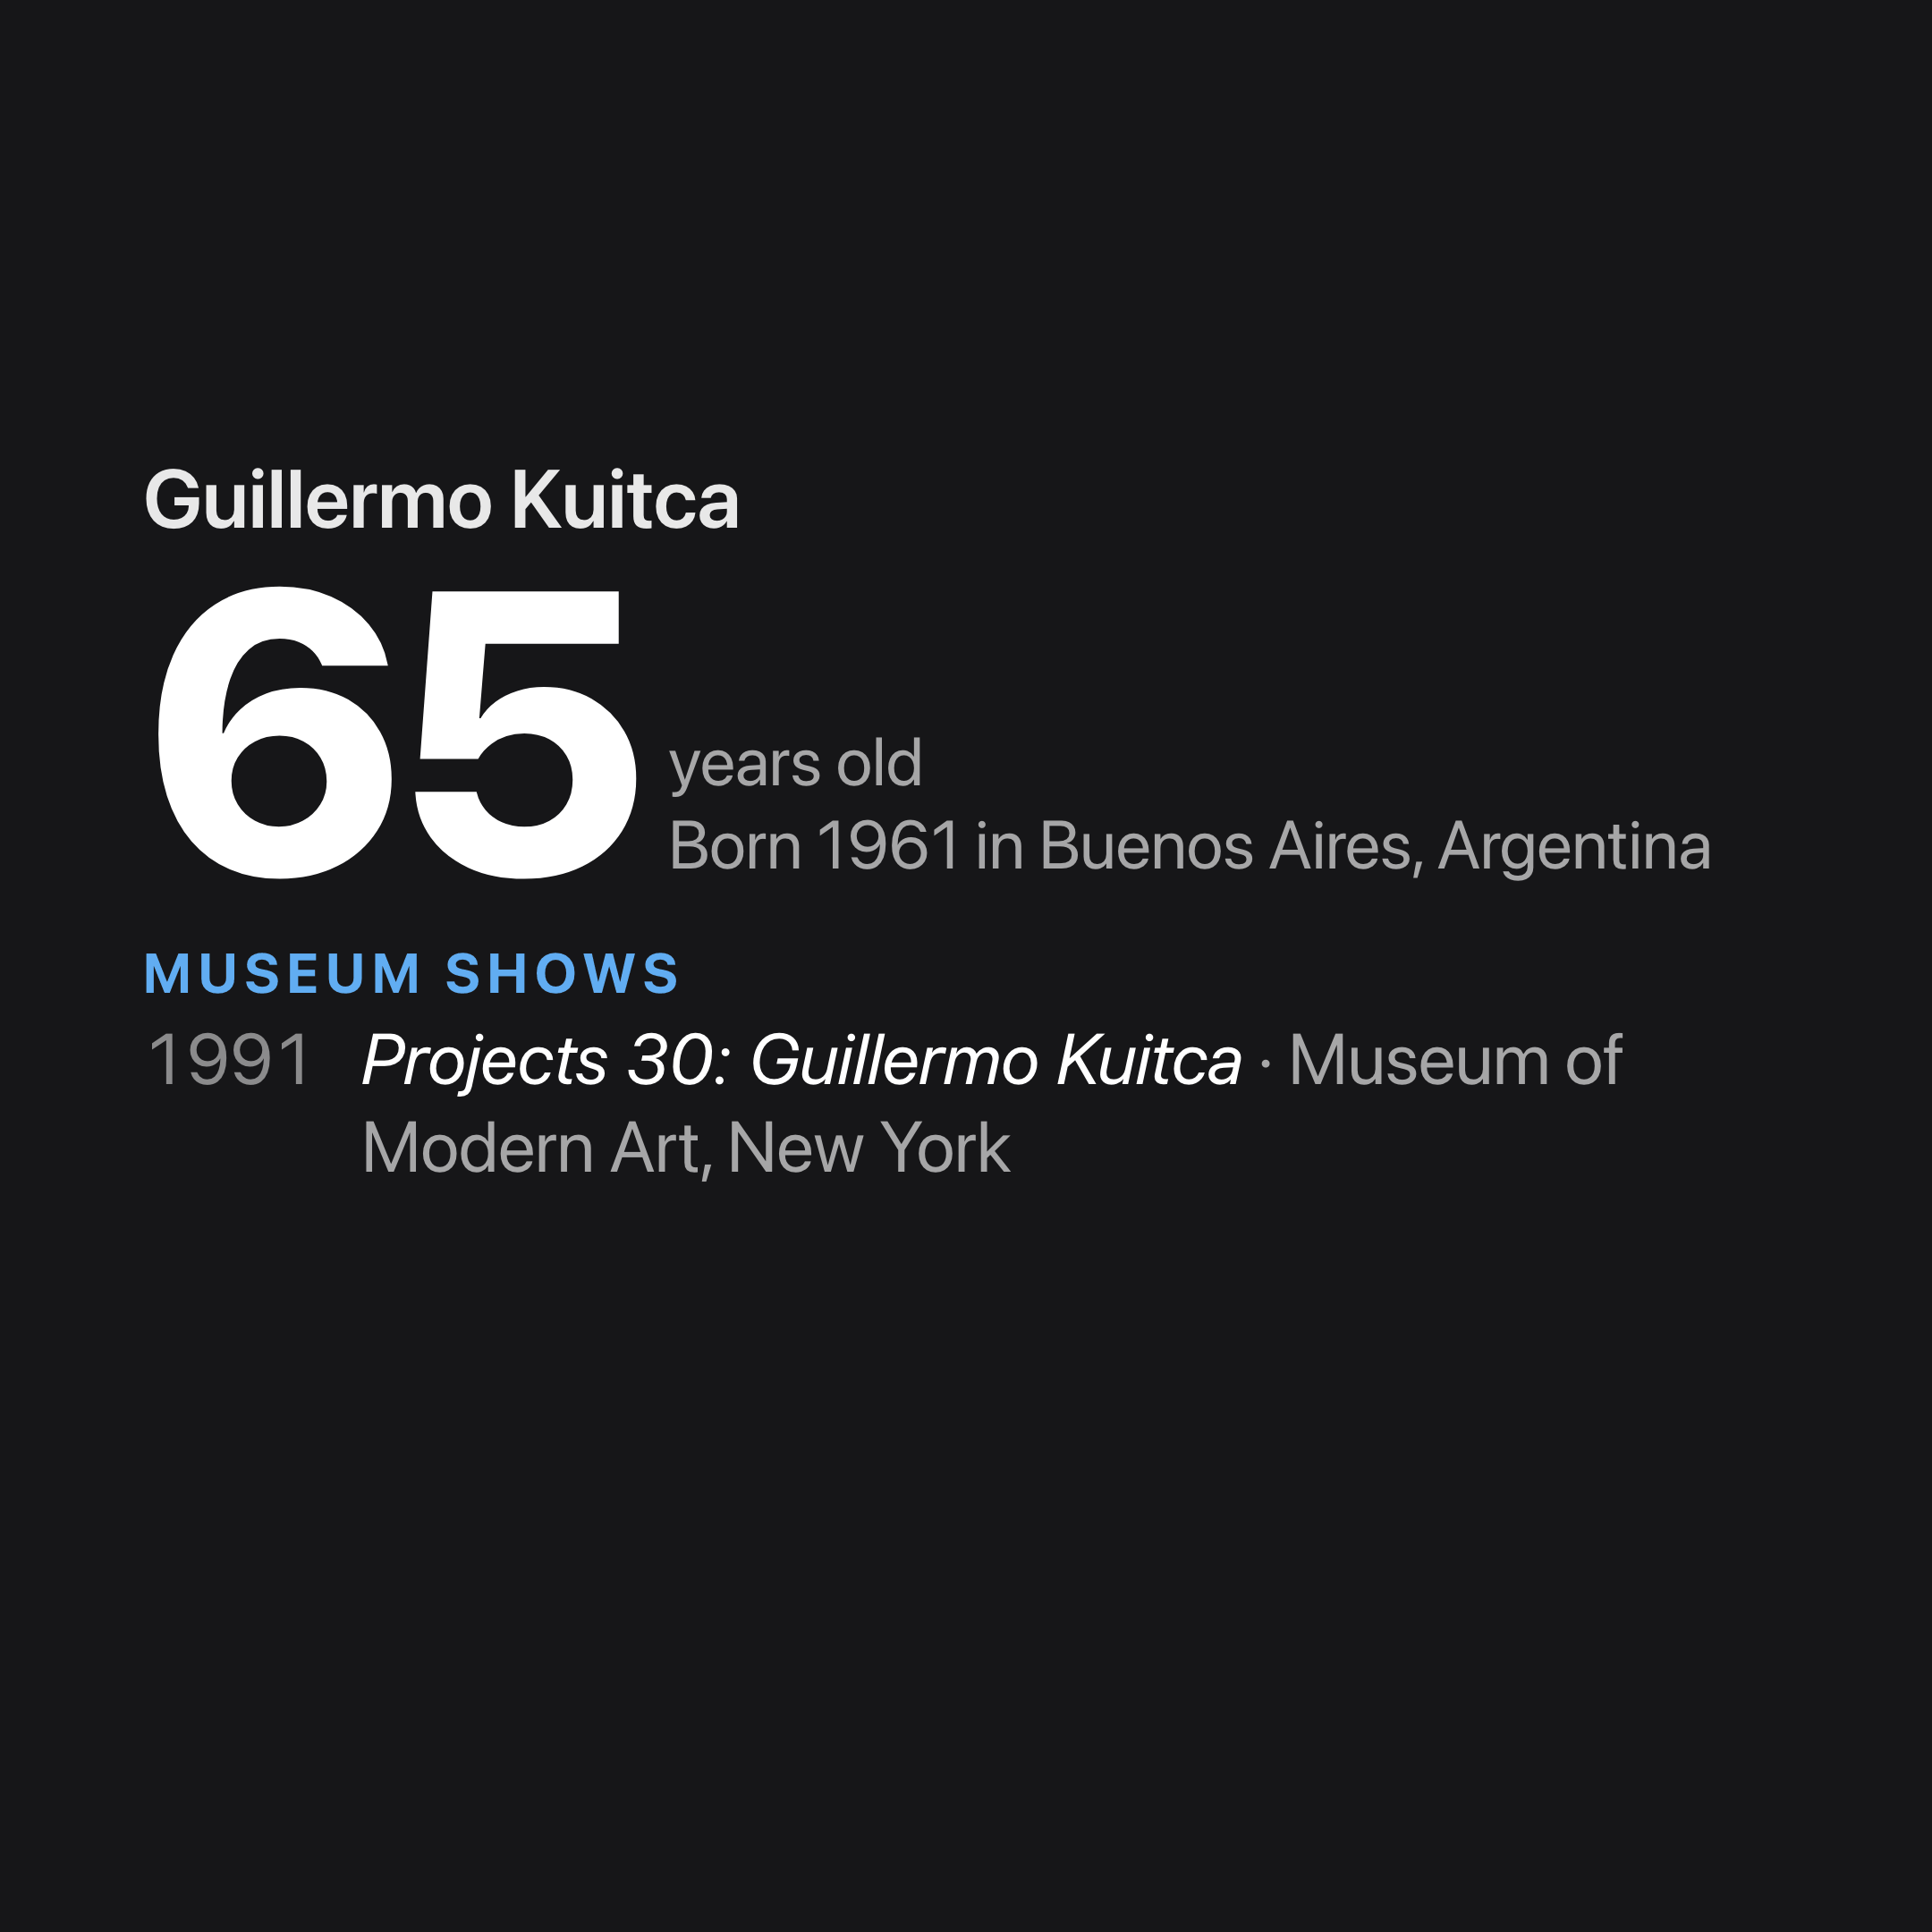 Guillermo Kuitca
65 years old
Born 1961 in Buenos Aires, Argentina
MUSEUM SHOWS
1991 Projects 30: Guillermo Kuitca · Museum of
Modern Art, New York